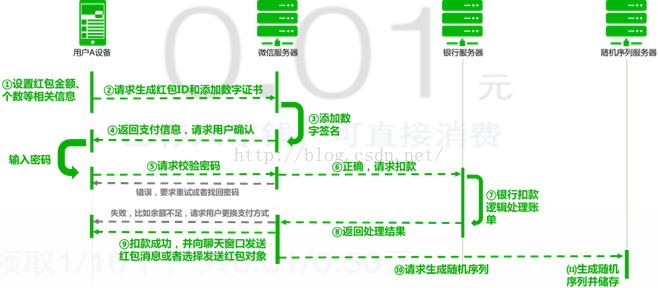 0.01
元
用户A设备
微信服务器
银行服务器
随机序列服务器
①设置红包金额、
个数等相关信息
②请求生成红包ID和添加数字证书
③添加数
字签名
④返回支付信息，请求用户确认
可直接消费
http://blog.csdn.net/
输入密码
⑤请求校验密码
⑥正确，请求扣款
错误，要求重试或者找回密码
⑦银行扣款
逻辑处理账
单
失败，比如余额不足，请求用户更换支付方式
⑧返回处理结果
⑨扣款成功，并向聊天窗口发送
红包消息或者选择发送红包对象
领取1/10
⑩请求生成随机序列
⑾生成随机
序列并储存